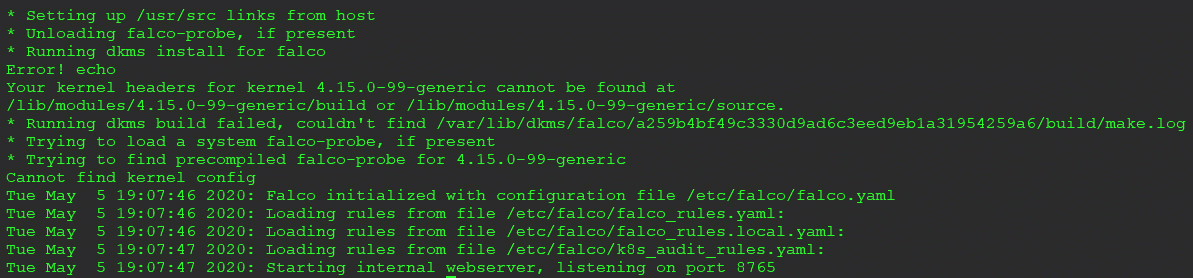 * Setting up /usr/src links from host
* Unloading falco-probe, if present
* Running dkms install for falco
Error! echo
Your kernel headers for kernel 4.15.0-99-generic cannot be found at
/lib/modules/4.15.0-99-generic/build or /lib/modules/4.15.0-99-generic/source.
* Running dkms build failed, couldn't find /var/lib/dkms/falco/a259b4bf49c3330d9ad6c3eed9eb1a31954259a6/build/make.log
* Trying to load a system falco-probe, if present
* Trying to find precompiled falco-probe for 4.15.0-99-generic
Cannot find kernel config
Tue May  5 19:07:46 2020: Falco initialized with configuration file /etc/falco/falco.yaml
Tue May  5 19:07:46 2020: Loading rules from file /etc/falco/falco_rules.yaml:
Tue May  5 19:07:46 2020: Loading rules from file /etc/falco/falco_rules.local.yaml:
Tue May  5 19:07:47 2020: Loading rules from file /etc/falco/k8s_audit_rules.yaml:
Tue May  5 19:07:47 2020: Starting internal webserver, listening on port 8765